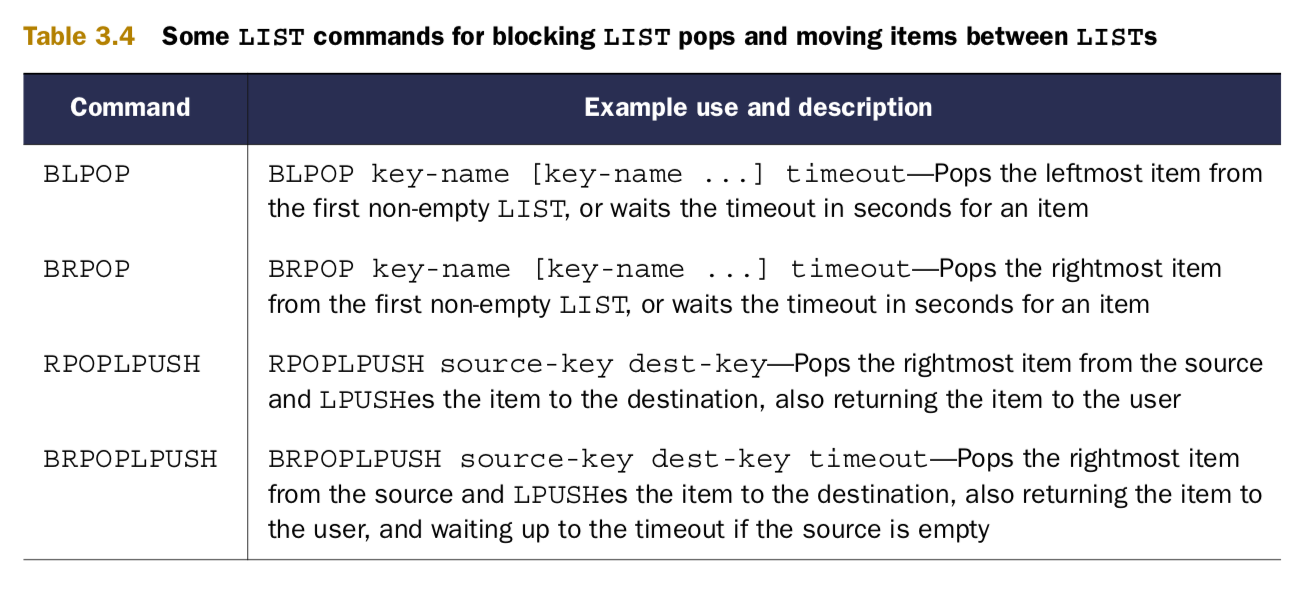 Table 3.4 Some LIST commands for blocking LIST pops and moving items between LISTs
Command Example use and description
BLPOP BLPOP key-name [key-name ...] timeout—Pops the leftmost item from
the first non-empty LIST, or waits the timeout in seconds for an item
BRPOP BRPOP key-name [key-name ...] timeout—Pops the rightmost item
from the first non-empty LIST, or waits the timeout in seconds for an item
RPOPLPUSH RPOPLPUSH source-key dest-key—Pops the rightmost item from the source
and LPUSHes the item to the destination, also returning the item to the user
BRPOPLPUSH BRPOPLPUSH source-key dest-key timeout—Pops the rightmost item
from the source and LPUSHes the item to the destination, also returning the item to
the user, and waiting up to the timeout if the source is empty